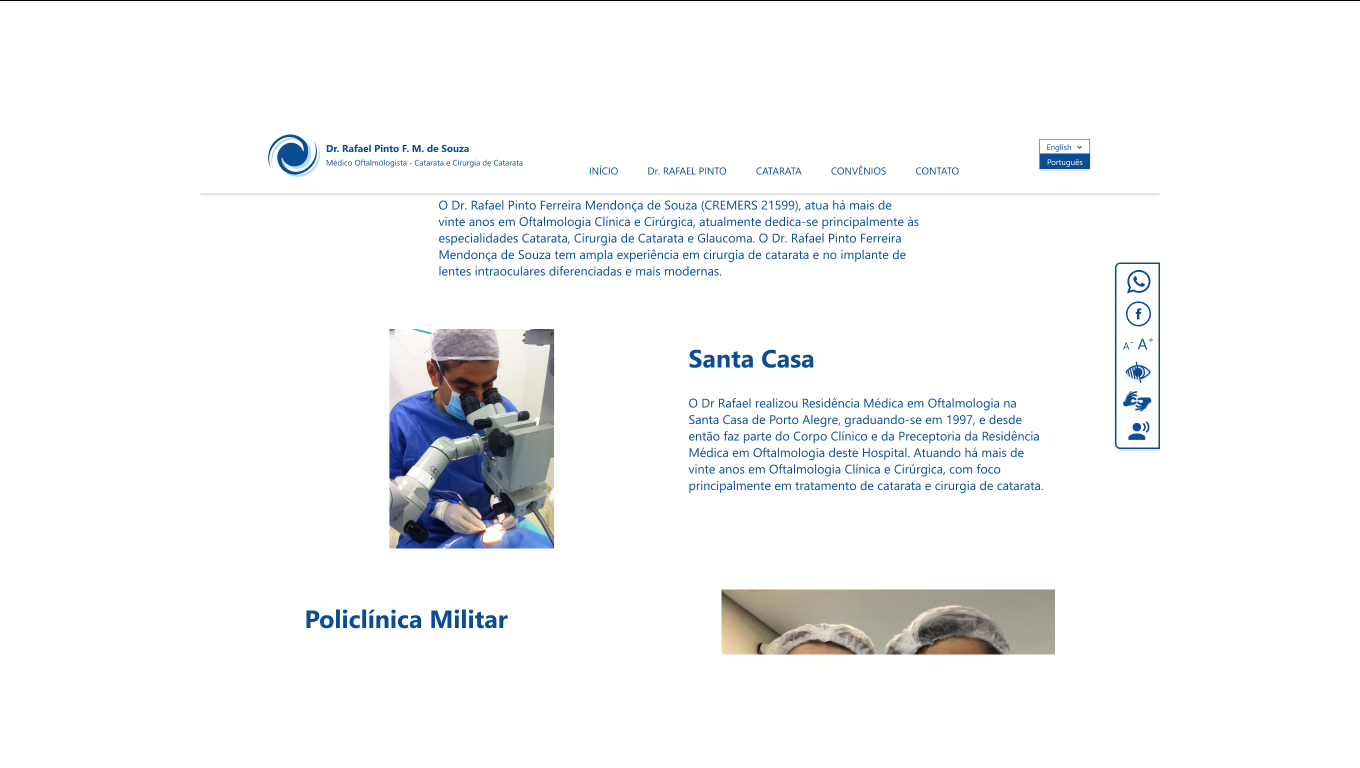 Dr. Rafael Pinto F. M. de Souza
Médico Oftalmologista - Catarata e Cirurgia de Catarata
INÍCIO
Dr. RAFAEL PINTO
CATARATA
CONVÊNIOS
CONTATO
English
Português
O Dr. Rafael Pinto Ferreira Mendonça de Souza (CREMERS 21599), atua há mais de
vinte anos em Oftalmologia Clínica e Cirúrgica, atualmente dedica-se principalmente às
especialidades Catarata, Cirurgia de Catarata e Glaucoma. O Dr. Rafael Pinto Ferreira
Mendonça de Souza tem ampla experiência em cirurgia de catarata e no implante de
lentes intraoculares diferenciadas e mais modernas.
Santa Casa
O Dr Rafael realizou Residência Médica em Oftalmologia na
Santa Casa de Porto Alegre, graduando-se em 1997, e desde
então faz parte do Corpo Clínico e da Preceptoria da Residência
Médica em Oftalmologia deste Hospital. Atuando há mais de
vinte anos em Oftalmologia Clínica e Cirúrgica, com foco
principalmente em tratamento de catarata e cirurgia de catarata.
A- A+
Policlínica Militar